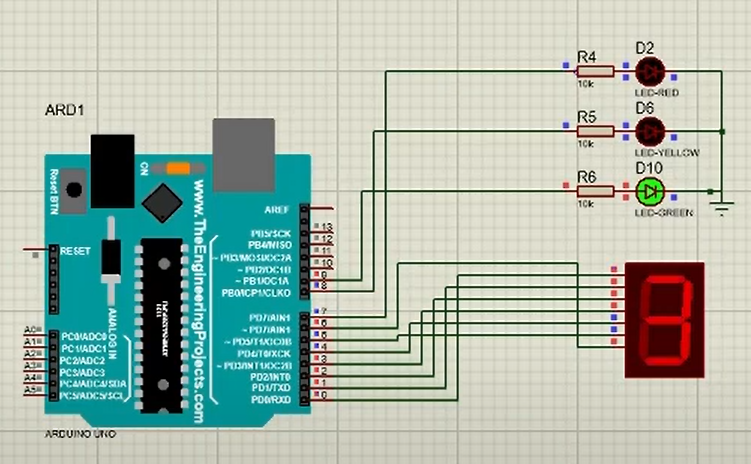 ARD1
ARDUINO UNO
Reset BTN
ON
www.TheEngineeringProjects.com
RESET
ANALOG IN
A0
A1
A2
A3
A4
A5
PC0/ADC0
PC1/ADC1
PC2/ADC2
PC3/ADC3
PC4/ADC4/SDA
PC5/ADC5/SCL
AREF
PB5/SCK
13
PB4/MISO
12
~ PB3/MOSI/OC2A
11
~ PB2/OC1B
10
~ PB1/OC1A
9
PB0/ICP1/CLKO
8
PD7/AIN1
7
~ PD7/AIN1
6
~ PD5/T1/OC0B
5
PD4/T0/XCK
4
~ PD3/INT1/OC2B
3
PD2/INT0
2
PD1/TXD
1
PD0/RXD
0
R4
10k
D2
LED-RED
R5
10k
D6
LED-YELLOW
R6
10k
D10
LED-GREEN
3